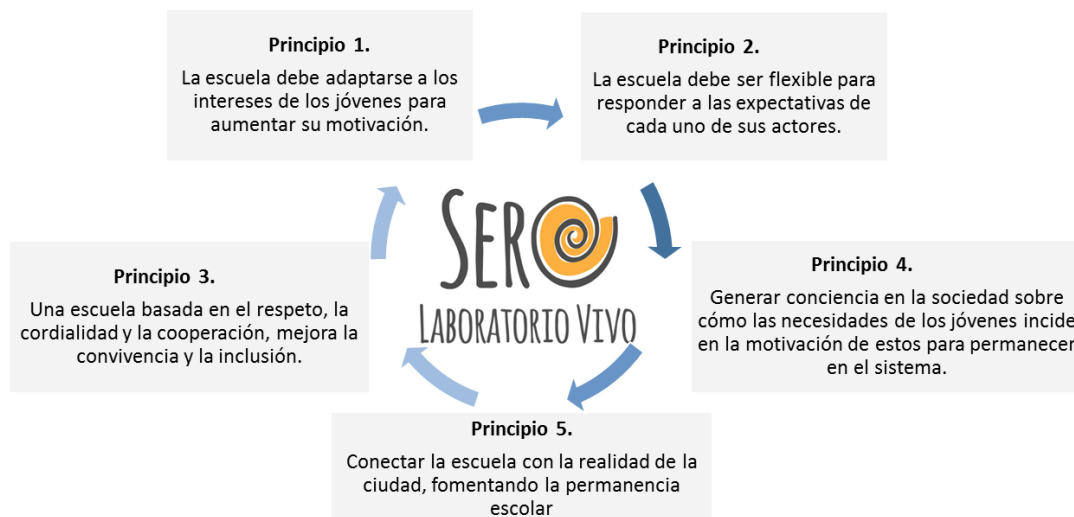 Principio 1.
La escuela debe adaptarse a los
intereses de los jóvenes para
aumentar su motivación.
Principio 2.
La escuela debe ser flexible para
responder a las expectativas de
cada uno de sus actores.
Principio 3.
Una escuela basada en el respeto, la
cordialidad y la cooperación, mejora la
convivencia y la inclusión.
SERO
LABORATORIO VIVO
Principio 4.
Generar conciencia en la sociedad sobre
cómo las necesidades de los jóvenes incide
en la motivación de estos para permanecer
en el sistema.
Principio 5.
Conectar la escuela con la realidad de la
ciudad, fomentando la permanencia
escolar